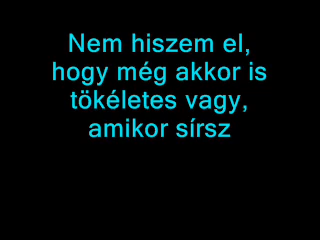 Nem hiszem el,
hogy még akkor is
tökéletes vagy,
amikor sírsz